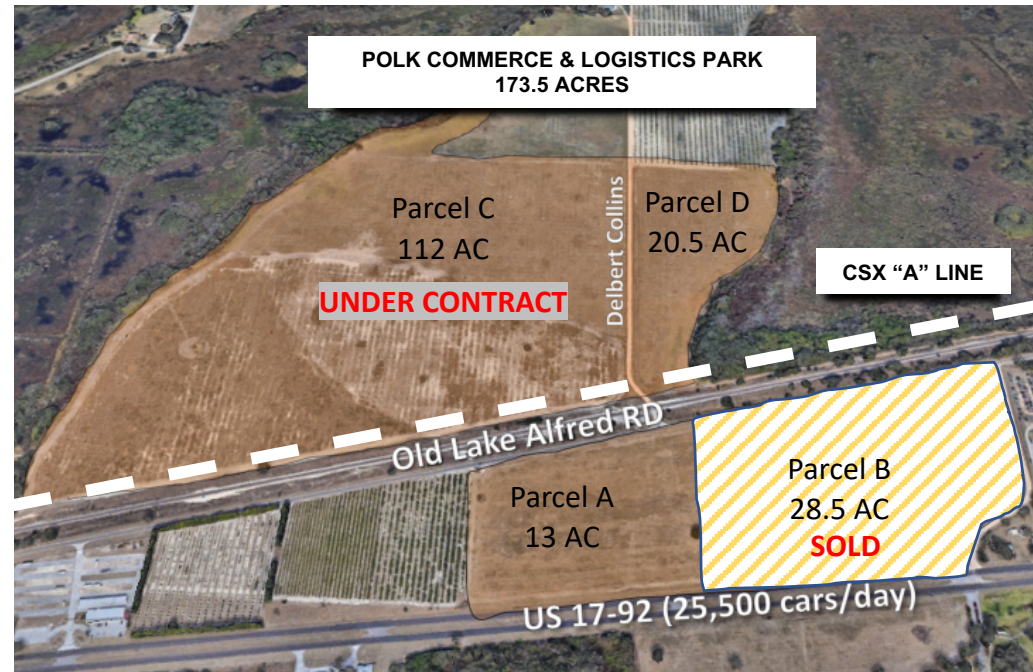 POLK COMMERCE & LOGISTICS PARK
173.5 ACRES
Parcel C
112 AC
UNDER CONTRACT
Delbert Collins
Parcel D
20.5 AC
CSX “A” LINE
Old Lake Alfred RD
Parcel A
13 AC
Parcel B
28.5 AC
SOLD
US 17-92 (25,500 cars/day)